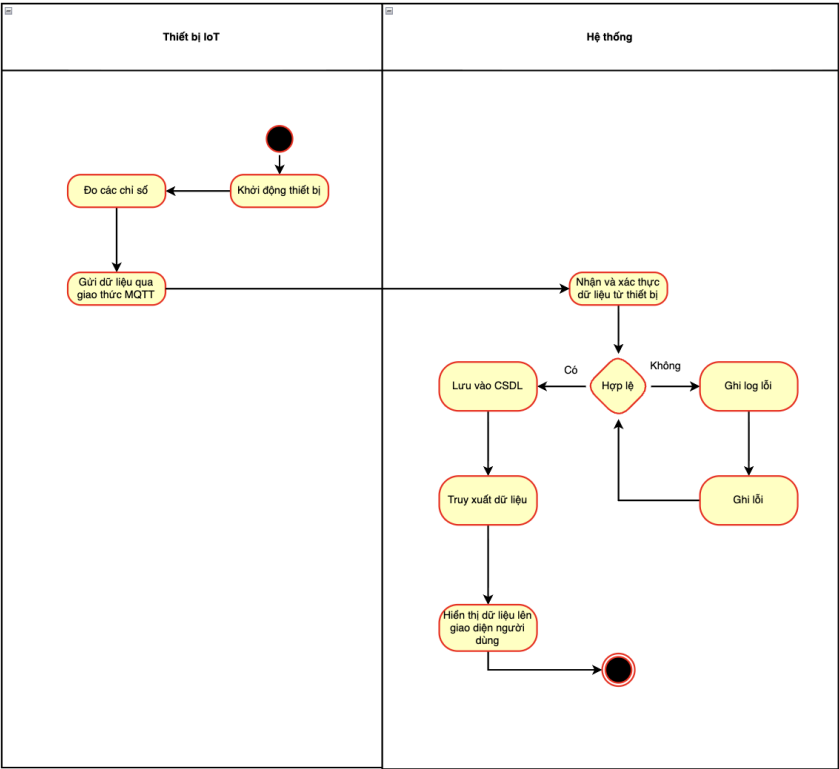 Thiết bị IoT
Hệ thống
Khởi động thiết bị
Đo các chỉ số
Gửi dữ liệu qua
giao thức MQTT
Nhận và xác thực
dữ liệu từ thiết bị
Hợp lệ
Có
Không
Lưu vào CSDL
Ghi log lỗi
Truy xuất dữ liệu
Ghi lỗi
Hiển thị dữ liệu lên
giao diện người
dùng